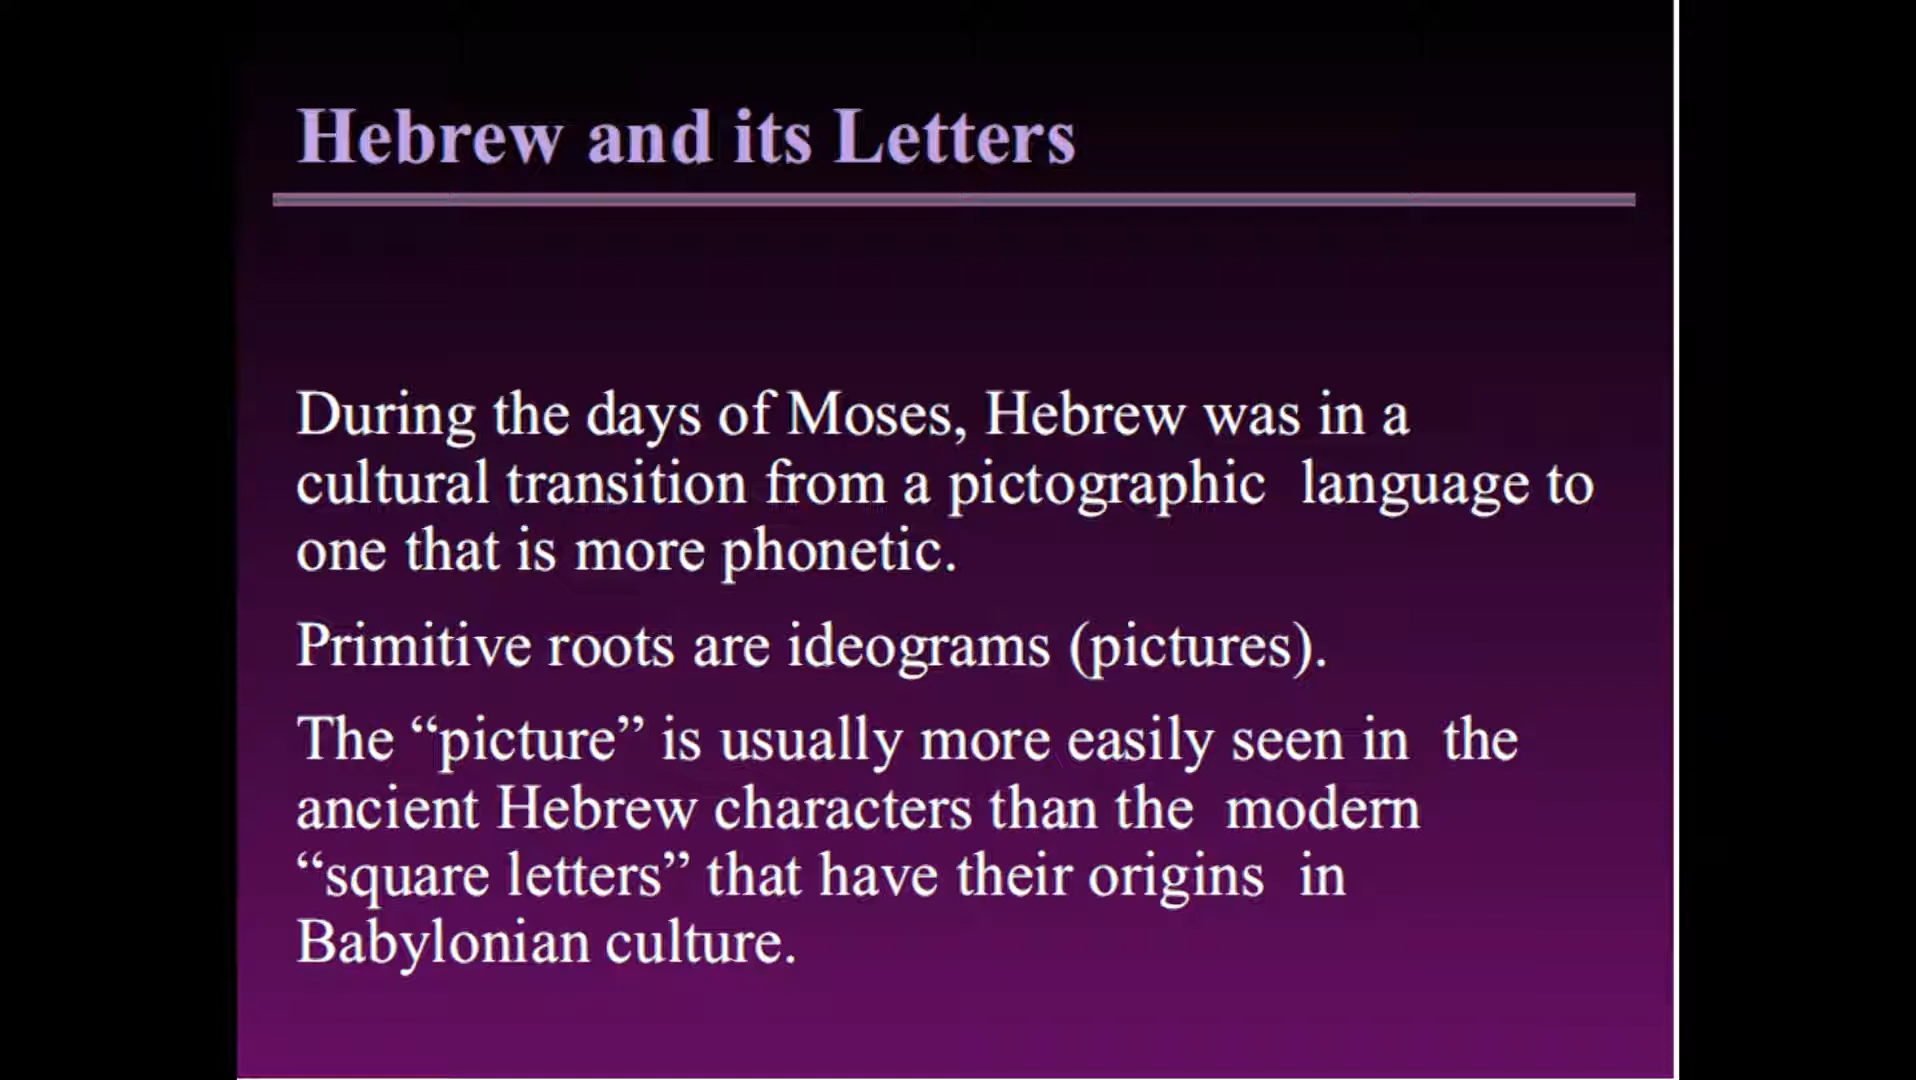 Hebrew and its Letters
During the days of Moses, Hebrew was in a
cultural transition from a pictographic language to
one that is more phonetic.
Primitive roots are ideograms (pictures).
The “picture” is usually more easily seen in the
ancient Hebrew characters than the modern
“square letters” that have their origins in
Babylonian culture.